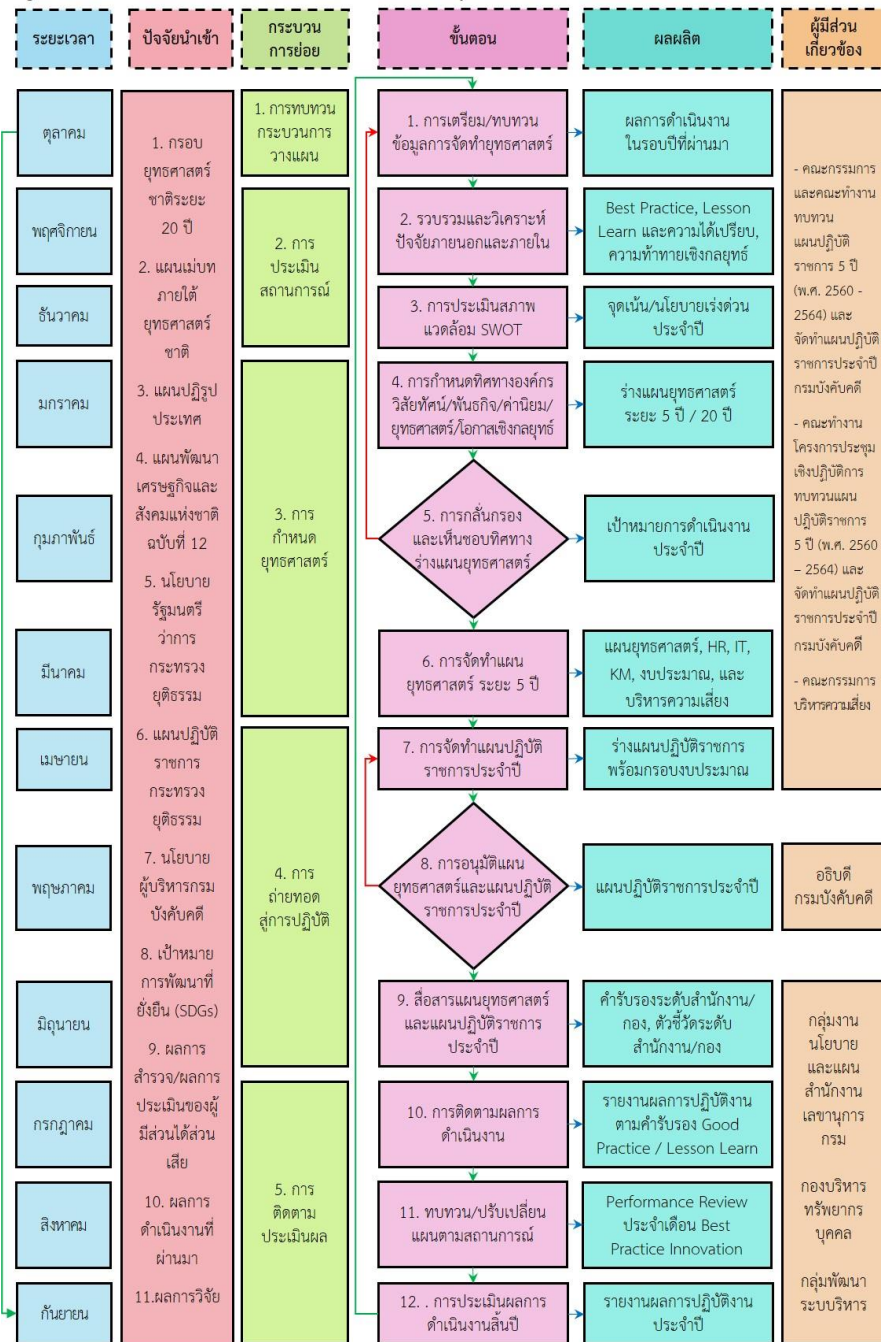 ระยะเวลา
ปัจจัยนำเข้า
กระบวน
การย่อย
ขั้นตอน
ผลผลิต
ผู้มีส่วน
เกี่ยวข้อง
ตุลาคม
พฤศจิกายน
ธันวาคม
มกราคม
กุมภาพันธ์
มีนาคม
เมษายน
พฤษภาคม
มิถุนายน
กรกฎาคม
สิงหาคม
กันยายน
1. กรอบ
ยุทธศาสตร์
ชาติระยะ
20 ปี
2. แผนเม่บท
ภายใต้
ยุทธศาสตร์
ชาติ
3. แผนปฏิรูป
ประเทศ
4. แผนพัฒนา
เศรษฐกิจและ
สังคมแห่งชาติ
ฉบับที่ 12
5. นโยบาย
รัฐมนตรี
ว่าการ
กระทรวง
ยุติธรรม
6. แผนปฏิบัติ
ราชการ
กระทรวง
ยุติธรรม
7. นโยบาย
ผู้บริหารกรม
บังคับคดี
8. เป้าหมาย
การพัฒนาที่
ยั่งยืน (SDGs)
9. ผลการ
สำรวจ/ผลการ
ประเมินของผู้
มีส่วนได้ส่วน
เสีย
10. ผลการ
ดำเนินงานที่
ผ่านมา
11.ผลการวิจัย
1. การทบทวน
กระบวนการ
วางแผน
2. การ
ประเมิน
สถานการณ์
3. การ
กำหนด
ยุทธศาสตร์
4. การ
ถ่ายทอด
สู่การปฏิบัติ
5. การ
ติดตาม
ประเมินผล
1. การเตรียม/ทบทวน
ข้อมูลการจัดทำยุทธศาสตร์
2. รวบรวมและวิเคราะห์
ปัจจัยภายนอกและภายใน
3. การประเมินสภาพ
แวดล้อม SWOT
4. การกำหนดทิศทางองค์กร
วิสัยทัศน์/พันธกิจ/ค่านิยม/
ยุทธศาสตร์/โอกาสเชิงกลยุทธ์
5. การกลั่นกรอง
และเห็นชอบทิศทาง
ร่างแผนยุทธศาสตร์
6. การจัดทำแผน
ยุทธศาสตร์ ระยะ 5 ปี
7. การจัดทำแผนปฏิบัติ
ราชการประจำปี
8. การอนุมัติแผน
ยุทธศาสตร์และแผนปฏิบัติ
ราชการประจำปี
9. สื่อสารแผนยุทธศาสตร์
และแผนปฏิบัติราชการ
ประจำปี
10. การติดตามผลการ
ดำเนินงาน
11. ทบทวน/ปรับเปลี่ยน
แผนตามสถานการณ์
12. . การประเมินผลการ
ดำเนินงานสิ้นปี
ผลการดำเนินงาน
ในรอบปีที่ผ่านมา
Best Practice, Lesson
Learn และความได้เปรียบ,
ความท้าทายเชิงกลยุทธ์
จุดเน้น/นโยบายเร่งด่วน
ประจำปี
ร่างแผนยุทธศาสตร์
ระยะ 5 ปี / 20 ปี
เป้าหมายการดำเนินงาน
ประจำปี
แผนยุทธศาสตร์, HR, IT,
KM, งบประมาณ, และ
บริหารความเสี่ยง
ร่างแผนปฏิบัติราชการ
พร้อมกรอบงบประมาณ
แผนปฏิบัติราชการประจำปี
คำรับรองระดับสำนักงาน/
กอง, ตัวชี้วัดระดับ
สำนักงาน/กอง
รายงานผลการปฏิบัติงาน
ตามคำรับรอง Good
Practice / Lesson Learn
Performance Review
ประจำเดือน Best
Practice Innovation
รายงานผลการปฏิบัติงาน
ประจำปี
- คณะกรรมการ
และคณะทำงาน
ทบทวน
แผนปฏิบัติ
ราชการ 5 ปี
(พ.ศ. 2560 -
2564) และ
จัดทำแผนปฏิบัติ
ราชการประจำปี
กรมบังคับคดี
- คณะทำงาน
โครงการประชุม
เชิงปฏิบัติการ
ทบทวนแผน
ปฏิบัติราชการ
5 ปี (พ.ศ. 2560
– 2564) และ
จัดทำแผนปฏิบัติ
ราชการประจำปี
กรมบังคับคดี
- คณะกรรมการ
บริหารความเสี่ยง
อธิบดี
กรมบังคับคดี
กลุ่มงาน
นโยบาย
และแผน
สำนักงาน
เลขานุการ
กรม
กองบริหาร
ทรัพยากร
บุคคล
กลุ่มพัฒนา
ระบบบริหาร